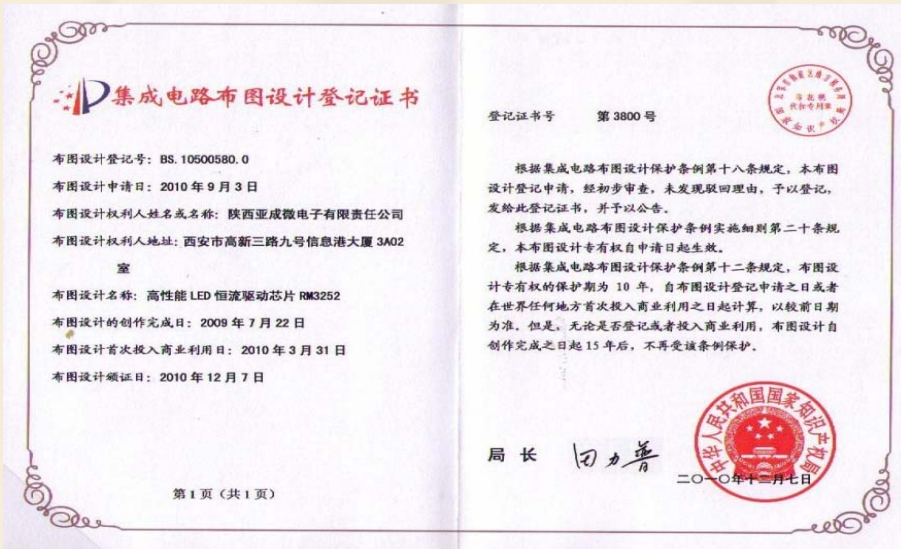 集成电路布图设计登记证书
布图设计登记号：BS.10500580.0
布图设计申请日：2010年9月3日
布图设计权利人姓名或名称：陕西亚成微电子有限责任公司
布图设计权利人地址：西安市高新三路九号信息港大厦3A02
室
布图设计名称：高性能LED恒流驱动芯片RM3252
布图设计的创作完成日：2009年7月22日
布图设计首次投入商业利用日：2010年3月31日
布图设计颁证日：2010年12月7日
第1页（共1页）
登记证书号 第3800号
根据集成电路布图设计保护条例第十八条规定，本布图
设计登记申请，经初步审查，未发现驳回理由，予以登记，
发给此登记证书，并予以公告。
根据集成电路布图设计保护条例实施细则第二十条规
定，本布图设计专有权自申请日起生效。
根据集成电路布图设计保护条例第十二条规定，布图设
计专有权的保护期为10年，自布图设计登记申请之日或者
在世界任何地方首次投入商业利用之日起计算，以较前日期
为准。但是，无论是否登记或者投入商业利用，布图设计自
创作完成之日起15年后，不再受该条例保护。
局长 田力普
中华人民共和国国家知识产权局
二〇一〇年十二月七日